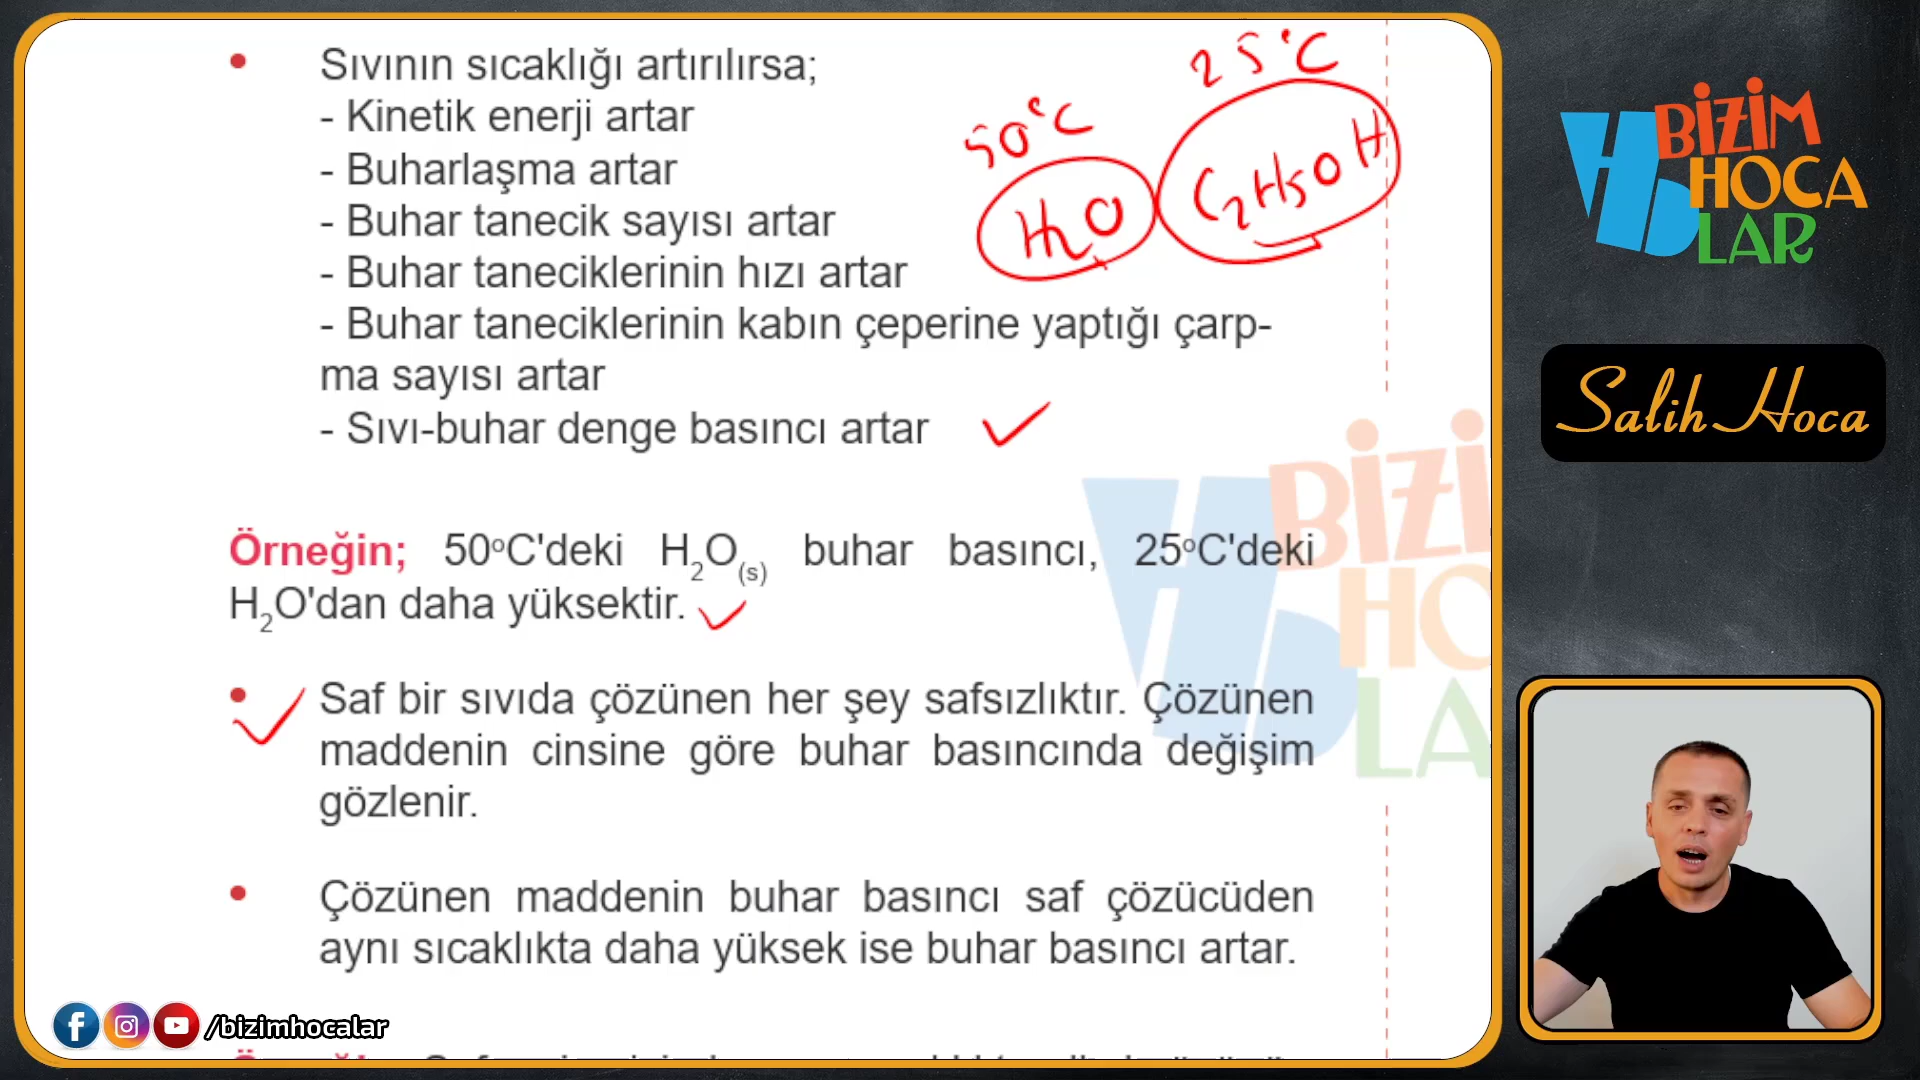 Sıvının sıcaklığı artırılırsa;
- Kinetik enerji artar
- Buharlaşma artar
- Buhar tanecik sayısı artar
- Buhar taneciklerinin hızı artar
- Buhar taneciklerinin kabın çeperine yaptığı çarp-
ma sayısı artar
- Sıvı-buhar denge basıncı artar
50°C
25°C
H2O
C2H5OH
Örneğin; 50°C'deki H2O(s) buhar basıncı, 25°C'deki
H2O'dan daha yüksektir.
Saf bir sıvıda çözünen her şey safsızlıktır. Çözünen
maddenin cinsine göre buhar basıncında değişim
gözlenir.
Çözünen maddenin buhar basıncı saf çözücüden
aynı sıcaklıkta daha yüksek ise buhar basıncı artar.
/bizimhocalar
BİZİM
HOCA
LAR
Salih Hoca
BİZİ
HO
LA